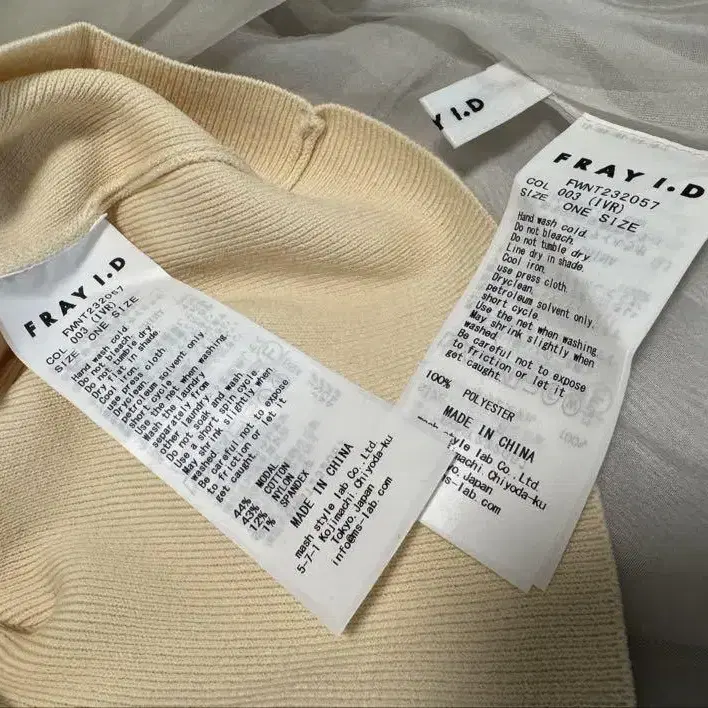 FRAY I.D
FWNT232057
COL 003 (IVR)
SIZE ONE SIZE
Hand wash cold.
Do not bleach.
Do not tumble dry
Dry flat in shade.
Cool iron.
use press cloth.
Dryclean.
petroleum solvent only.
short cycle.
Use the net when washing.
Wash the laundry
separately from
other laundry.
Do not soak and wash.
Use a short spin cycle.
May shrink slightly when
washed.
Be careful not to expose
to friction or let it
get caught.
44% MODAL
43% COTTON
12% NYLON
1% SPANDEX
MADE IN CHINA
mash style lab Co., Ltd.
5-7-1 Kojimachi, Chiyoda-ku
Tokyo, Japan
info@ms-lab.com
Y I.D
FRAY I.D
FWNT232057
COL 003 (IVR)
SIZE ONE SIZE
Hand wash cold.
Do not bleach.
Do not tumble dry
Line dry in shade.
Cool iron.
use press cloth.
Dryclean.
petroleum solvent only.
short cycle.
Use the net when washing.
May shrink slightly when
washed.
Be careful not to expose
to friction or let it
get caught.
100% POLYESTER
MADE IN CHINA
mash style lab Co., Ltd.
Kojimachi, Chiyoda-ku
Tokyo, Japan
@ms-lab.com